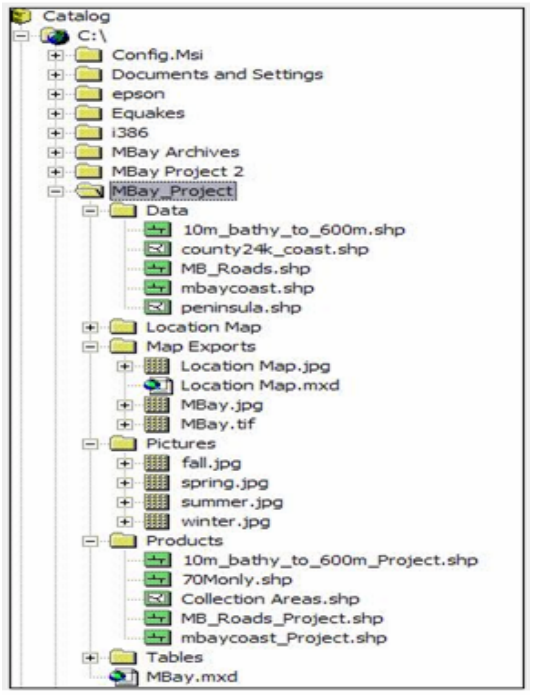 Catalog
C:\
Config.Msi
Documents and Settings
epson
Equakes
i386
MBay Archives
MBay Project 2
MBay_Project
Data
10m_bathy_to_600m.shp
county24k_coast.shp
MB_Roads.shp
mbaycoast.shp
peninsula.shp
Location Map
Map Exports
Location Map.jpg
Location Map.mxd
MBay.jpg
MBay.tif
Pictures
fall.jpg
spring.jpg
summer.jpg
winter.jpg
Products
10m_bathy_to_600m_Project.shp
70Monly.shp
Collection Areas.shp
MB_Roads_Project.shp
mbaycoast_Project.shp
Tables
MBay.mxd